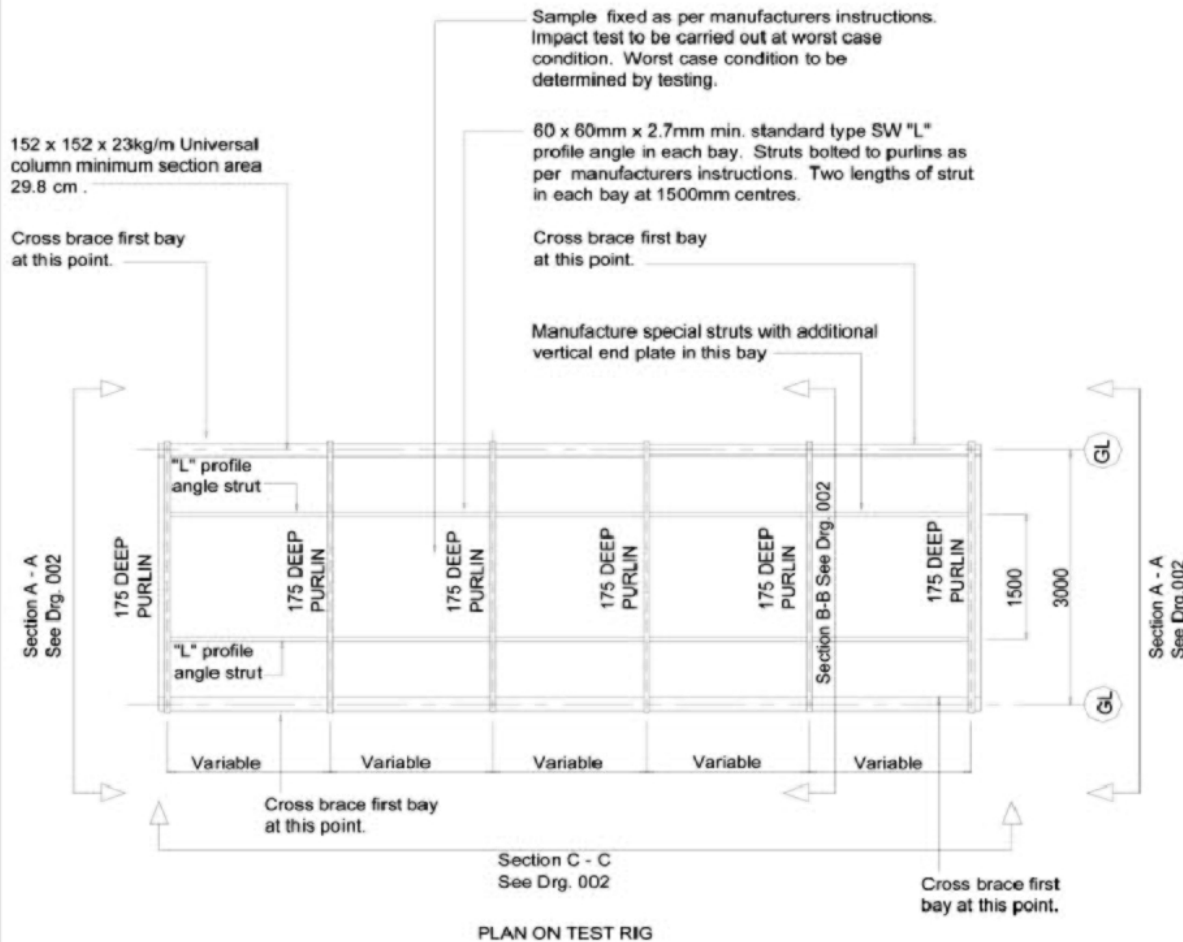 Sample fixed as per manufacturers instructions.
Impact test to be carried out at worst case
condition. Worst case condition to be
determined by testing.
152 x 152 x 23kg/m Universal
column minimum section area
29.8 cm .
60 x 60mm x 2.7mm min. standard type SW "L"
profile angle in each bay. Struts bolted to purlins as
per manufacturers instructions. Two lengths of strut
in each bay at 1500mm centres.
Cross brace first bay
at this point.
Cross brace first bay
at this point.
Manufacture special struts with additional
vertical end plate in this bay
"L" profile
angle strut
GL
Section A - A
See Drg. 002
175 DEEP
PURLIN
175 DEEP
PURLIN
175 DEEP
PURLIN
175 DEEP
PURLIN
175 DEEP
PURLIN
Section B-B See Drg. 002
175 DEEP
PURLIN
1500
3000
Section A - A
See Drg.002
"L" profile
angle strut
GL
Variable
Variable
Variable
Variable
Variable
Cross brace first bay
at this point.
Section C - C
See Drg. 002
Cross brace first
bay at this point.
PLAN ON TEST RIG